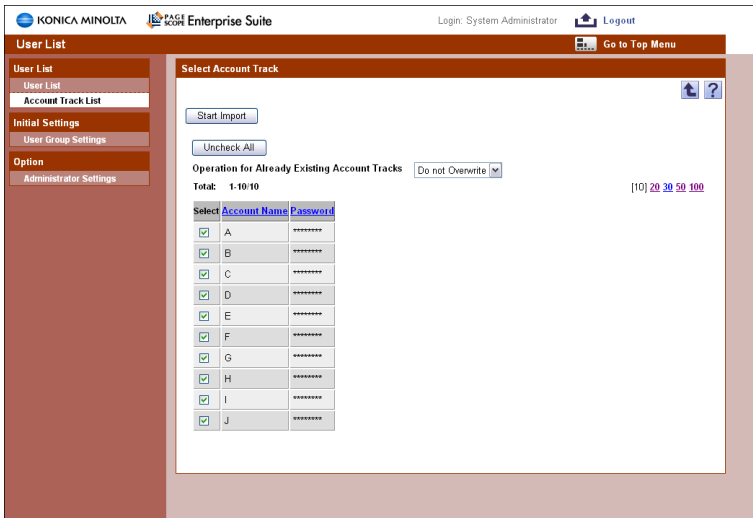 KONICA MINOLTA PAGE SCOPE Enterprise Suite Login: System Administrator Logout
User List Go to Top Menu
User List
User List
Account Track List
Initial Settings
User Group Settings
Option
Administrator Settings
Select Account Track
?
Start Import
Uncheck All
Operation for Already Existing Account Tracks Do not Overwrite
Total: 1-10/10 [10] 20 30 50 100
Select Account Name Password
A ********
B ********
C ********
D ********
E ********
F ********
G ********
H ********
I ********
J ********